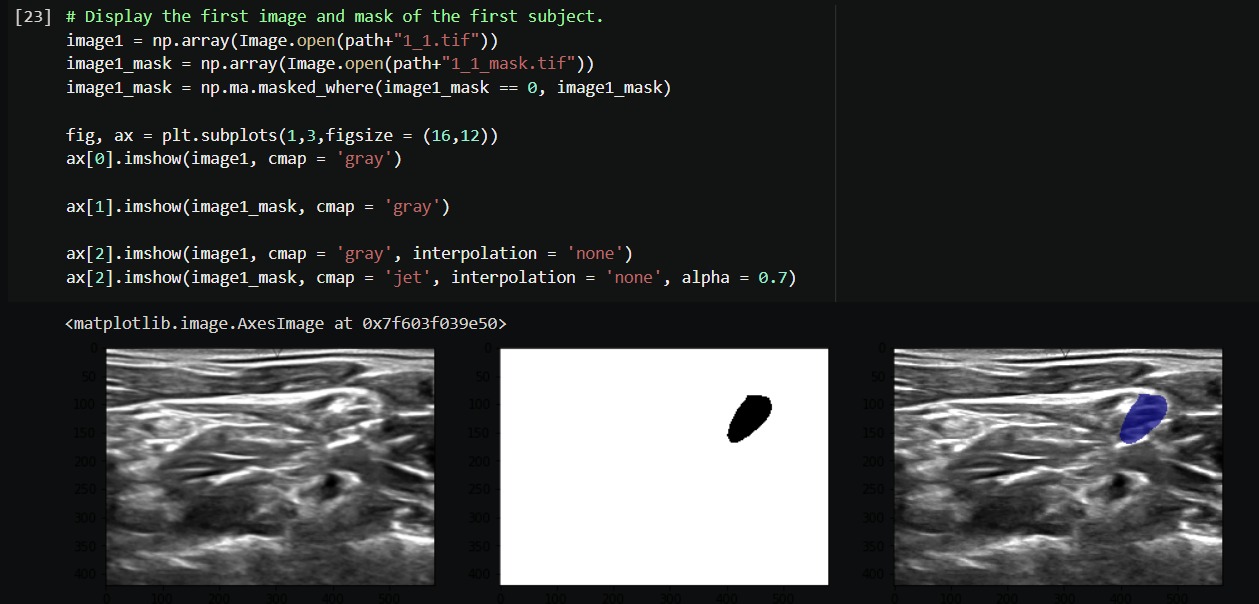 [23] # Display the first image and mask of the first subject.
image1 = np.array(Image.open(path+"1_1.tif"))
image1_mask = np.array(Image.open(path+"1_1_mask.tif"))
image1_mask = np.ma.masked_where(image1_mask == 0, image1_mask)
fig, ax = plt.subplots(1,3,figsize = (16,12))
ax[0].imshow(image1, cmap = 'gray')
ax[1].imshow(image1_mask, cmap = 'gray')
ax[2].imshow(image1, cmap = 'gray', interpolation = 'none')
ax[2].imshow(image1_mask, cmap = 'jet', interpolation = 'none', alpha = 0.7)
<matplotlib.image.AxesImage at 0x7f603f039e50>
0
50
100
150
200
250
300
350
400
0 100 200 300 400 500
0
50
100
150
200
250
300
350
400
0 100 200 300 400 500
0
50
100
150
200
250
300
350
400
0 100 200 300 400 500